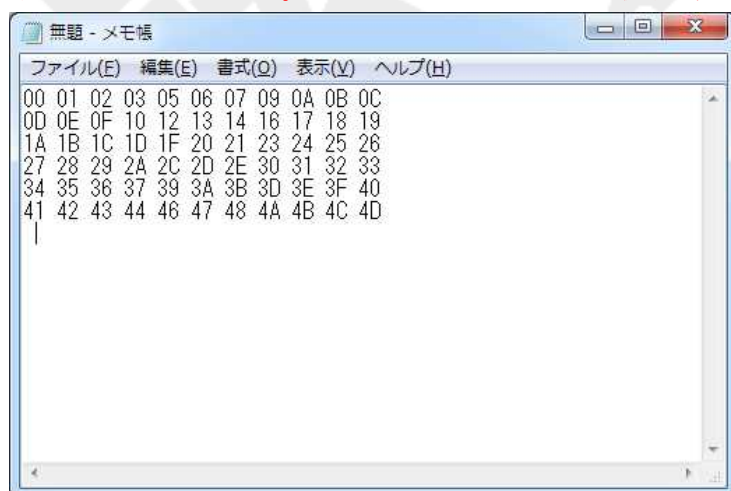 無題 - メモ帳
ファイル(F) 編集(E) 書式(O) 表示(V) ヘルプ(H)
00 01 02 03 05 06 07 09 0A 0B 0C
0D 0E 0F 10 12 13 14 16 17 18 19
1A 1B 1C 1D 1F 20 21 23 24 25 26
27 28 29 2A 2C 2D 2E 30 31 32 33
34 35 36 37 39 3A 3B 3D 3E 3F 40
41 42 43 44 46 47 48 4A 4B 4C 4D